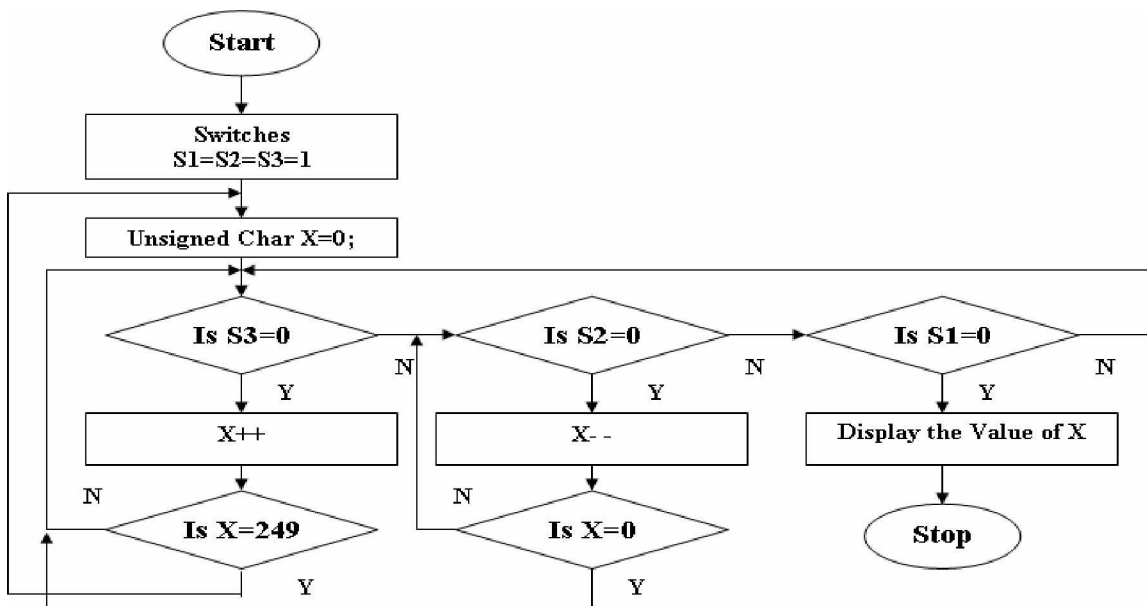 Start
Switches
S1=S2=S3=1
Unsigned Char X=0;
Is S3=0
N
Y
Is S2=0
N
Y
Is S1=0
N
Y
X++
X- -
Display the Value of X
N
Is X=249
Y
N
Is X=0
Y
Stop